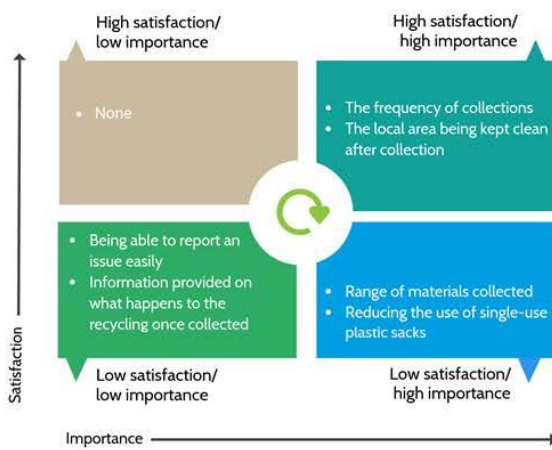 High satisfaction/
low importance
High satisfaction/
high importance
• None
• The frequency of collections
• The local area being kept clean
after collection
• Being able to report an
issue easily
• Information provided on
what happens to the
recycling once collected
• Range of materials collected
• Reducing the use of single-use
plastic sacks
Low satisfaction/
low importance
Low satisfaction/
high importance
Satisfaction
Importance